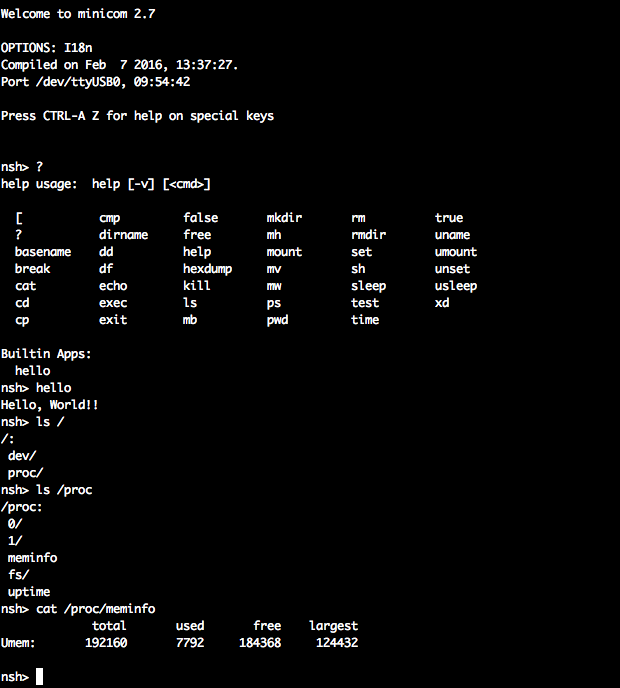 Welcome to minicom 2.7
OPTIONS: I18n
Compiled on Feb  7 2016, 13:37:27.
Port /dev/ttyUSB0, 09:54:42
Press CTRL-A Z for help on special keys
nsh> ?
help usage:  help [-v] [<cmd>]
  [         cmp       false     mkdir     rm        true
  ?         dirname   free      mh        rmdir     uname
  basename  dd        help      mount     set       umount
  break     df        hexdump   mv        sh        unset
  cat       echo      kill      mw        sleep     usleep
  cd        exec      ls        ps        test      xd
  cp        exit      mb        pwd       time
Builtin Apps:
  hello
nsh> hello
Hello, World!!
nsh> ls /
/:
 dev/
 proc/
nsh> ls /proc
/proc:
 0/
 1/
 meminfo
 fs/
 uptime
nsh> cat /proc/meminfo
           total       used       free    largest
Umem:     192160       7792     184368     124432
nsh>